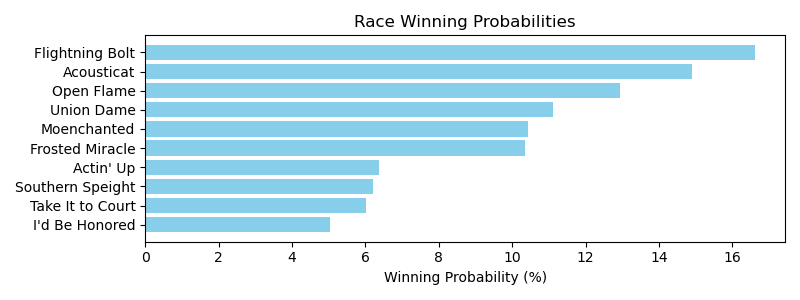 Race Winning Probabilities
Flightning Bolt
Acousticat
Open Flame
Union Dame
Moenchanted
Frosted Miracle
Actin' Up
Southern Speight
Take It to Court
I'd Be Honored
0 2 4 6 8 10 12 14 16
Winning Probability (%)